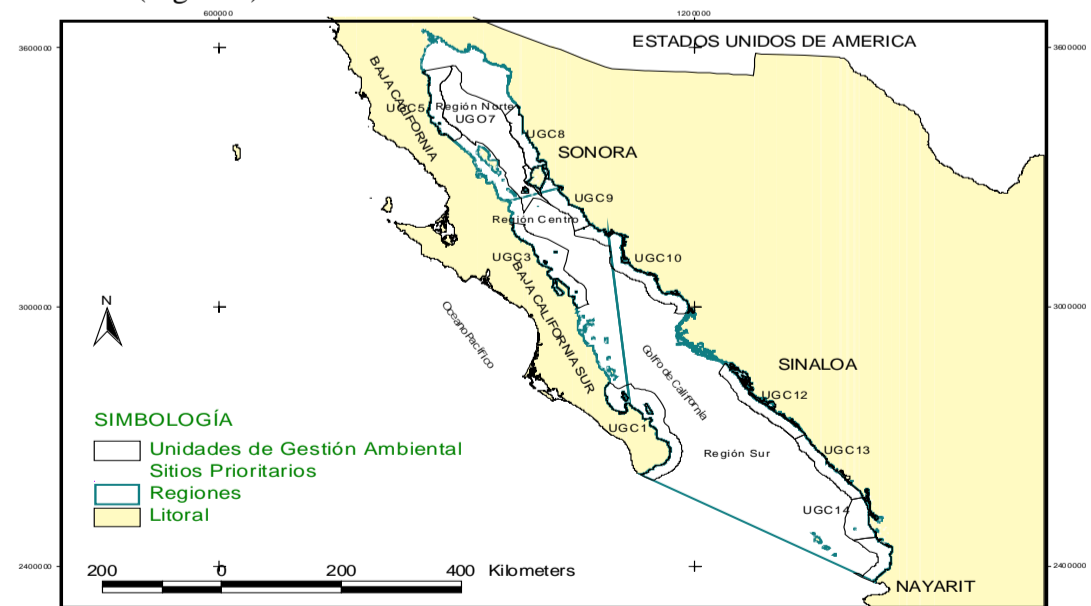 600000
1200000
3600000
3600000
ESTADOS UNIDOS DE AMERICA
BAJA CALIFORNIA
UGC5
Región Norte
UGO7
UGC8
SONORA
UGC9
Región Centro
UGC3
UGC10
BAJA CALIFORNIA SUR
3000000
3000000
N
Oceano Pacífico
Golfo de California
SINALOA
UGC12
UGC1
UGC13
Región Sur
UGC14
SIMBOLOGÍA
Unidades de Gestión Ambiental
Sitios Prioritarios
Regiones
Litoral
2400000
2400000
200 0 200 400 Kilometers
NAYARIT